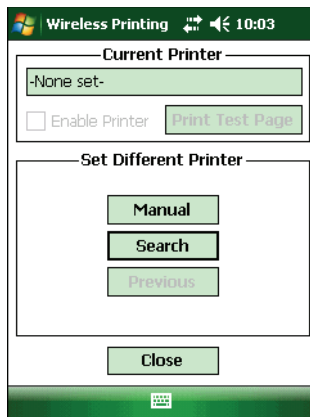 Wireless Printing 10:03
Current Printer
-None set-
Enable Printer Print Test Page
Set Different Printer
Manual
Search
Previous
Close